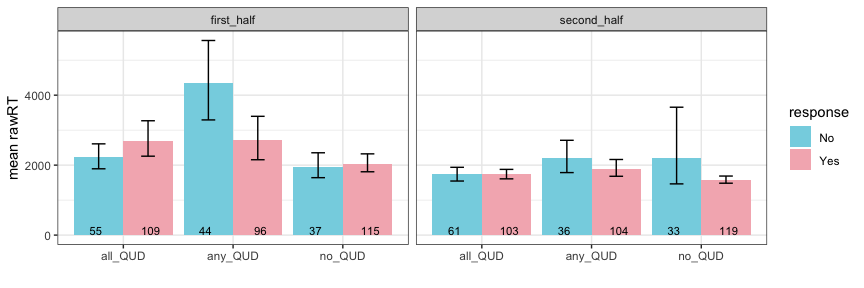 first_half second_half
mean rawRT
4000
2000
0
55 109 44 96 37 115 61 103 36 104 33 119
all_QUD any_QUD no_QUD all_QUD any_QUD no_QUD
response
No
Yes